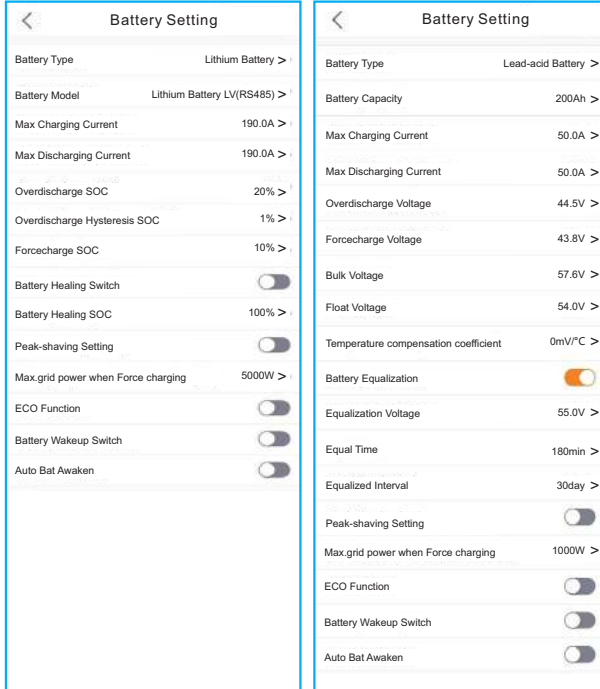 Battery Setting
Battery Type Lithium Battery >
Battery Model Lithium Battery LV(RS485) >
Max Charging Current 190.0A >
Max Discharging Current 190.0A >
Overdischarge SOC 20% >
Overdischarge Hysteresis SOC 1% >
Forcecharge SOC 10% >
Battery Healing Switch
Battery Healing SOC 100% >
Peak-shaving Setting
Max.grid power when Force charging 5000W >
ECO Function
Battery Wakeup Switch
Auto Bat Awaken
Battery Setting
Battery Type Lead-acid Battery >
Battery Capacity 200Ah >
Max Charging Current 50.0A >
Max Discharging Current 50.0A >
Overdischarge Voltage 44.5V >
Forcecharge Voltage 43.8V >
Bulk Voltage 57.6V >
Float Voltage 54.0V >
Temperature compensation coefficient 0mV/°C >
Battery Equalization
Equalization Voltage 55.0V >
Equal Time 180min >
Equalized Interval 30day >
Peak-shaving Setting
Max.grid power when Force charging 1000W >
ECO Function
Battery Wakeup Switch
Auto Bat Awaken